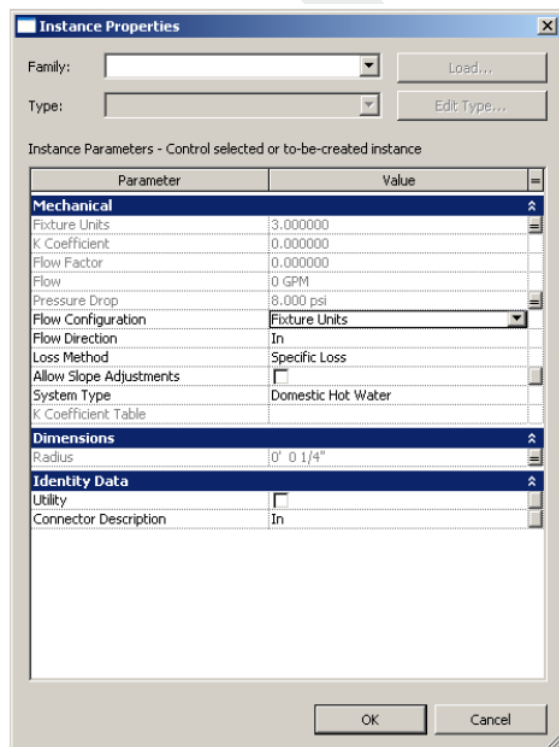 Instance Properties
Family:
Load...
Type:
Edit Type...
Instance Parameters - Control selected or to-be-created instance
Parameter Value =
Mechanical
Fixture Units 3.000000 =
K Coefficient 0.000000
Flow Factor 0.000000
Flow 0 GPM
Pressure Drop 8.000 psi =
Flow Configuration Fixture Units
Flow Direction In
Loss Method Specific Loss
Allow Slope Adjustments
System Type Domestic Hot Water
K Coefficient Table
Dimensions
Radius 0' 0 1/4" =
Identity Data
Utility
Connector Description In
OK Cancel